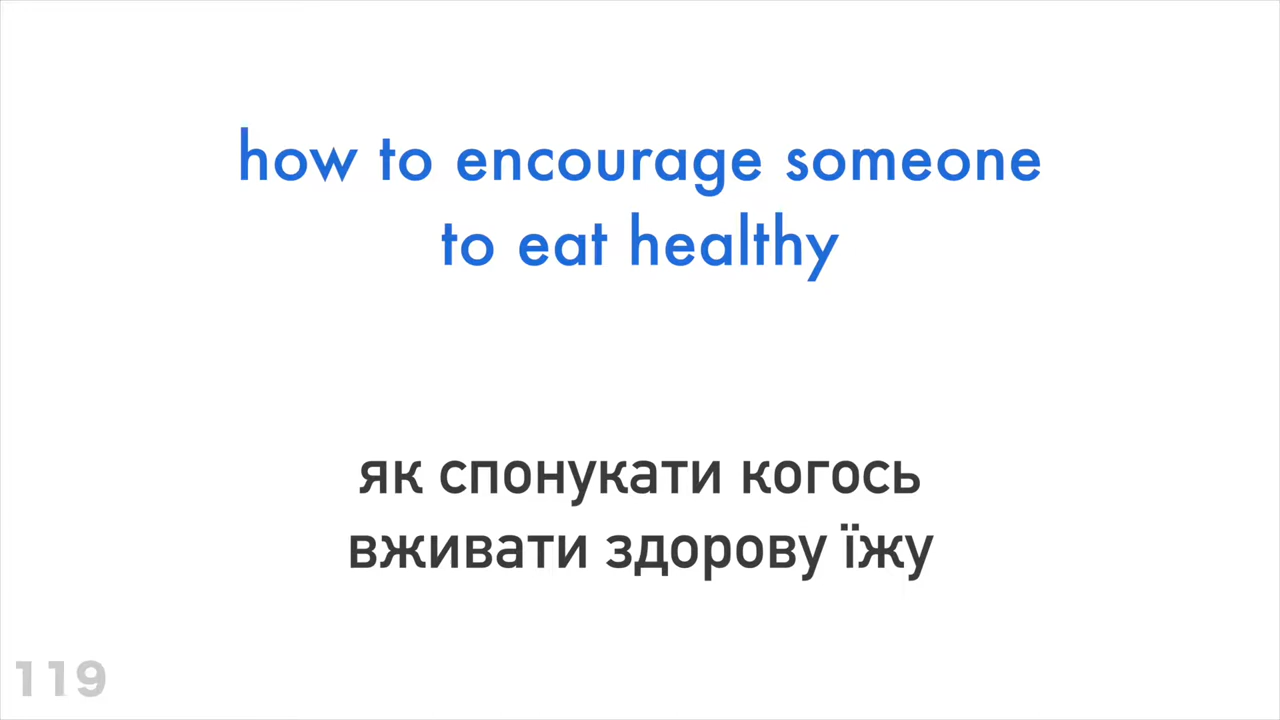 how to encourage someone
to eat healthy
як спонукати когось
вживати здорову їжу
119